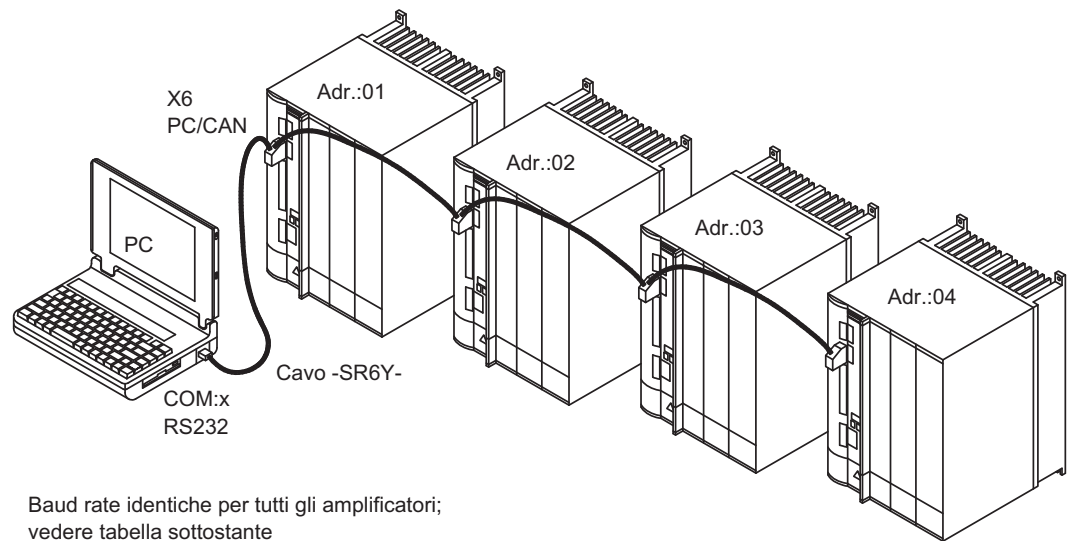 Adr.:01
X6
PC/CAN
Adr.:02
Adr.:03
PC
Adr.:04
Cavo -SR6Y-
COM:x
RS232
Baud rate identiche per tutti gli amplificatori;
vedere tabella sottostante